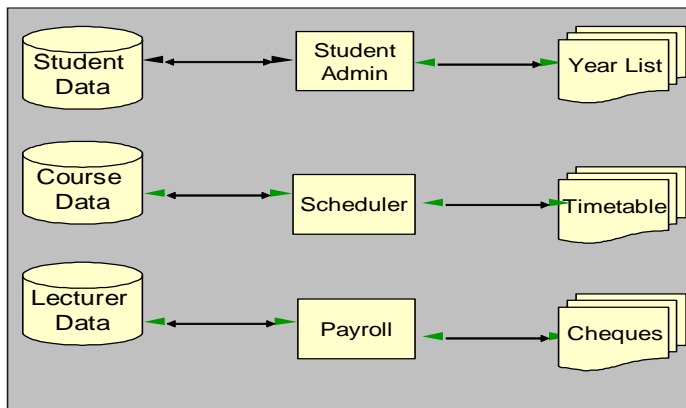 Student
Data
Student
Admin
Year List
Course
Data
Scheduler
Timetable
Lecturer
Data
Payroll
Cheques